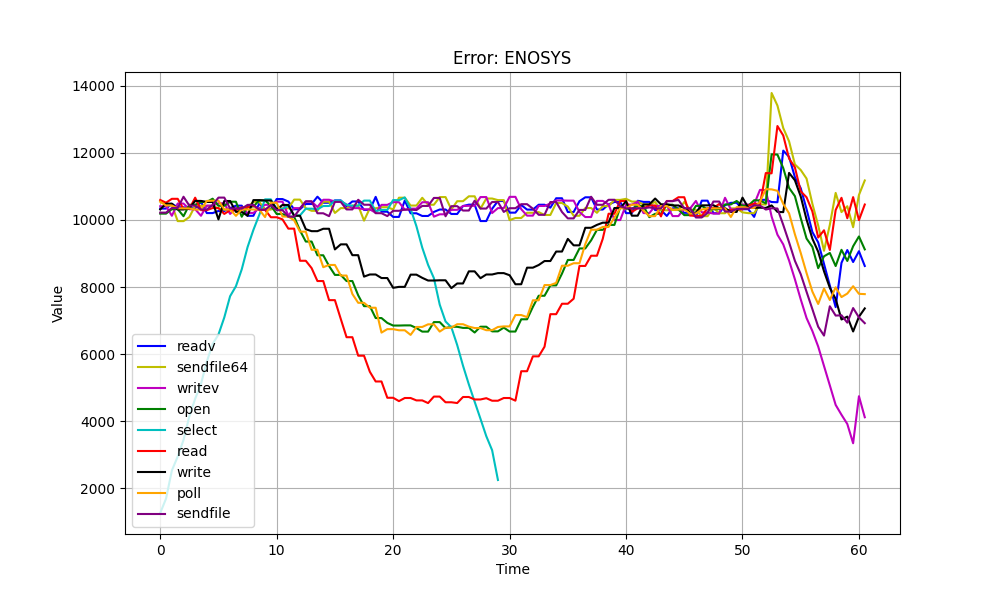 Error: ENOSYS
14000
12000
10000
8000
6000
4000
2000
Value
readv
sendfile64
writev
open
select
read
write
poll
sendfile
0 10 20 30 40 50 60
Time